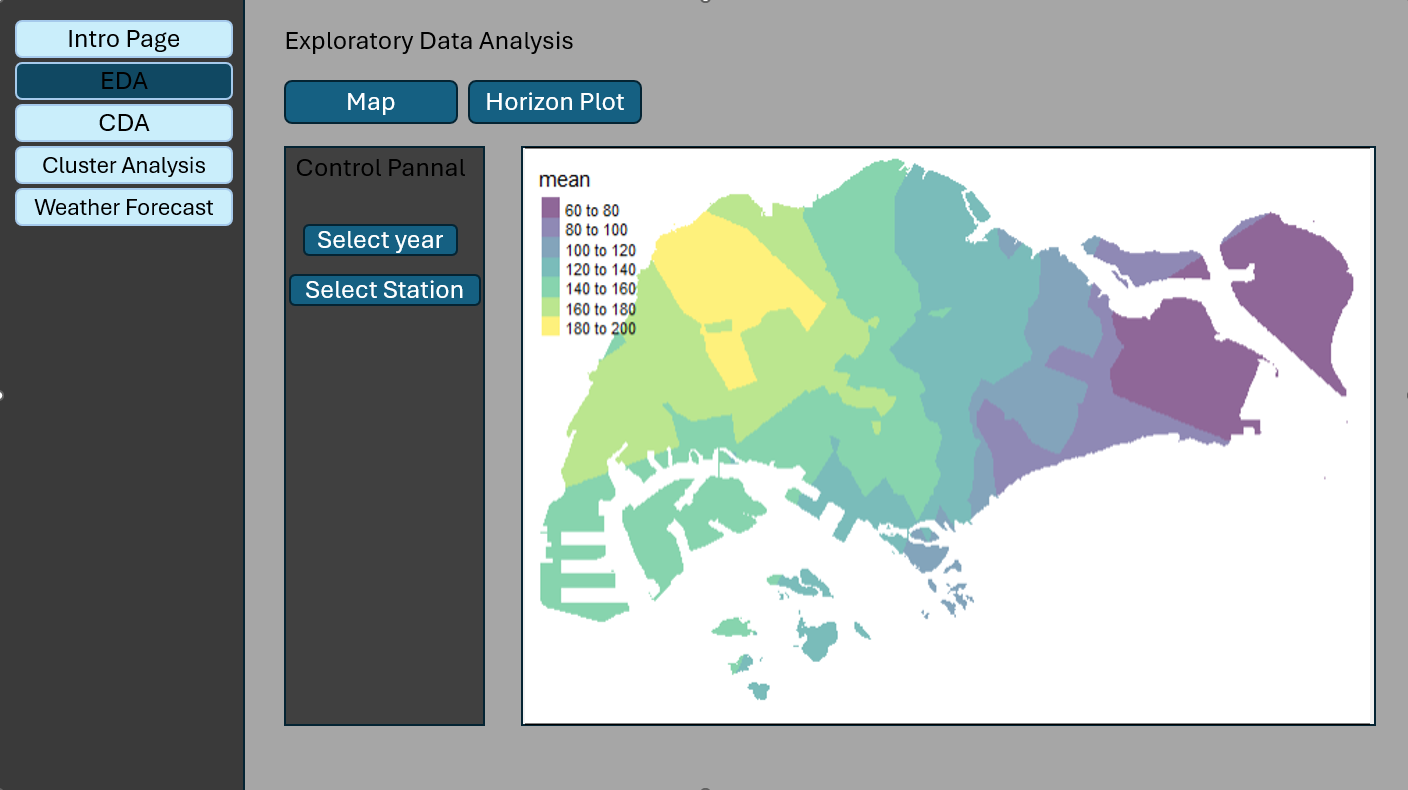 Intro Page
EDA
CDA
Cluster Analysis
Weather Forecast
Exploratory Data Analysis
Map
Horizon Plot
Control Pannal
Select year
Select Station
mean
60 to 80
80 to 100
100 to 120
120 to 140
140 to 160
160 to 180
180 to 200